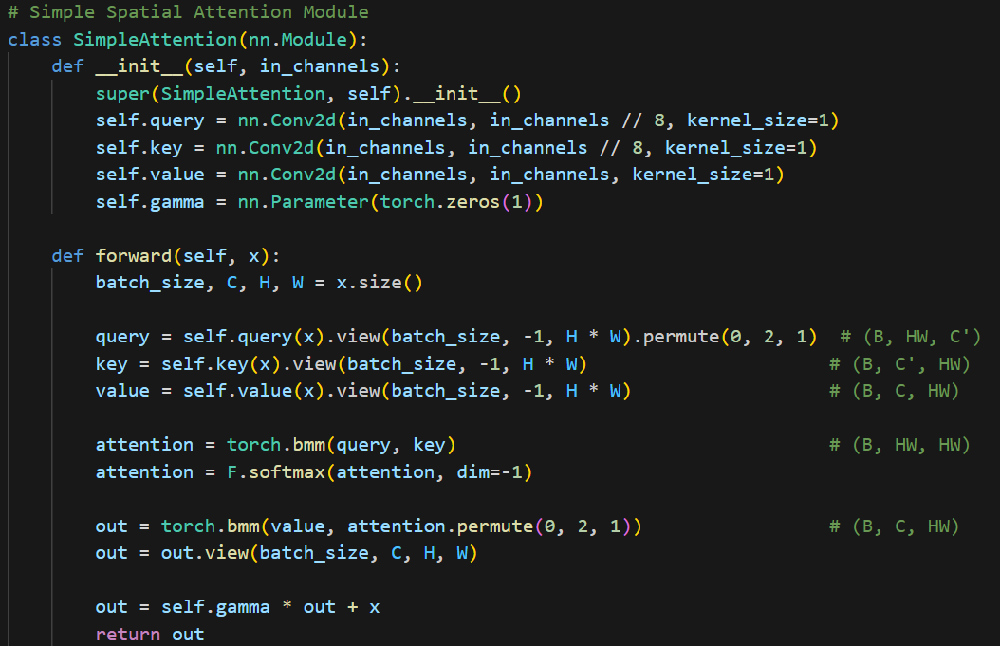 # Simple Spatial Attention Module
class SimpleAttention(nn.Module):
    def __init__(self, in_channels):
        super(SimpleAttention, self).__init__()
        self.query = nn.Conv2d(in_channels, in_channels // 8, kernel_size=1)
        self.key = nn.Conv2d(in_channels, in_channels // 8, kernel_size=1)
        self.value = nn.Conv2d(in_channels, in_channels, kernel_size=1)
        self.gamma = nn.Parameter(torch.zeros(1))

    def forward(self, x):
        batch_size, C, H, W = x.size()

        query = self.query(x).view(batch_size, -1, H * W).permute(0, 2, 1)  # (B, HW, C')
        key = self.key(x).view(batch_size, -1, H * W)                      # (B, C', HW)
        value = self.value(x).view(batch_size, -1, H * W)                  # (B, C, HW)

        attention = torch.bmm(query, key)                                  # (B, HW, HW)
        attention = F.softmax(attention, dim=-1)

        out = torch.bmm(value, attention.permute(0, 2, 1))                 # (B, C, HW)
        out = out.view(batch_size, C, H, W)

        out = self.gamma * out + x
        return out